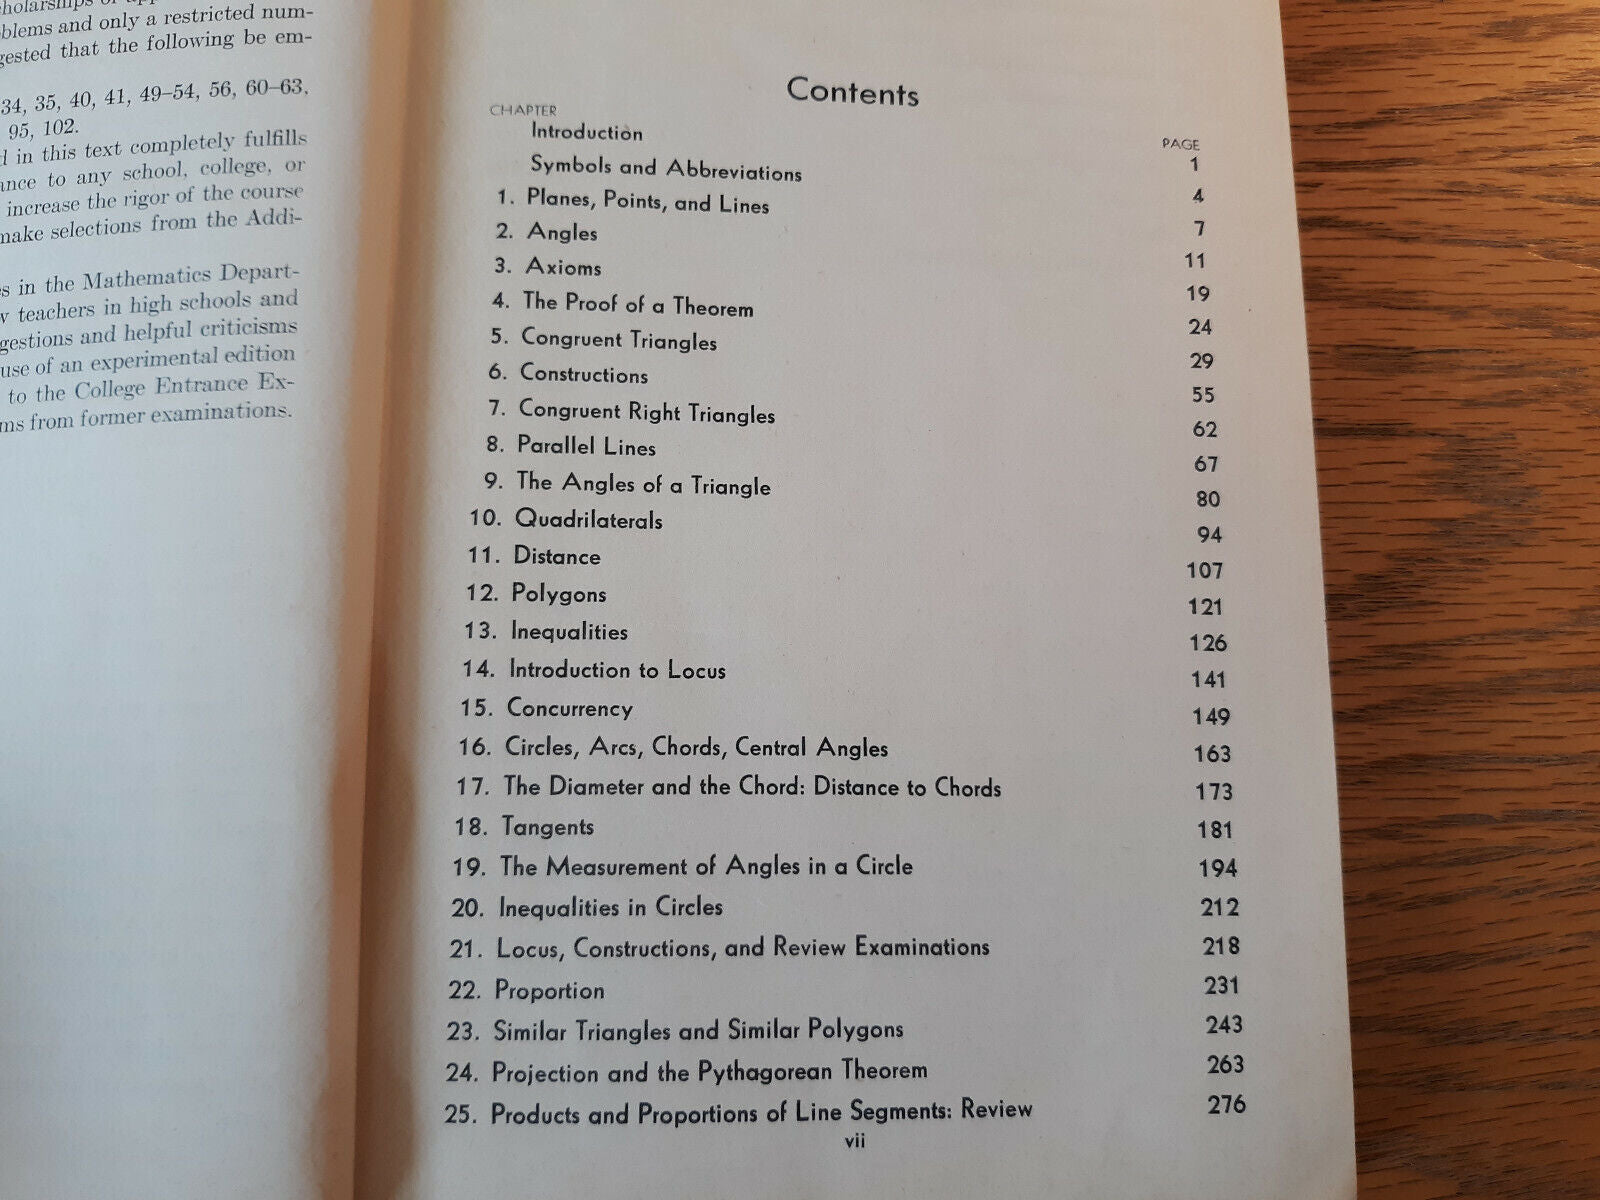 problems and only a restricted num-
suggested that the following be em-
34, 35, 40, 41, 49–54, 56, 60–63,
95, 102.
in this text completely fulfills
to any school, college, or
increase the rigor of the course
make selections from the Addi-
in the Mathematics Depart-
teachers in high schools and
suggestions and helpful criticisms
use of an experimental edition
to the College Entrance Ex-
from former examinations.
Contents
CHAPTER PAGE
Introduction 1
Symbols and Abbreviations 4
1. Planes, Points, and Lines 7
2. Angles 11
3. Axioms 19
4. The Proof of a Theorem 24
5. Congruent Triangles 29
6. Constructions 55
7. Congruent Right Triangles 62
8. Parallel Lines 67
9. The Angles of a Triangle 80
10. Quadrilaterals 94
11. Distance 107
12. Polygons 121
13. Inequalities 126
14. Introduction to Locus 141
15. Concurrency 149
16. Circles, Arcs, Chords, Central Angles 163
17. The Diameter and the Chord: Distance to Chords 173
18. Tangents 181
19. The Measurement of Angles in a Circle 194
20. Inequalities in Circles 212
21. Locus, Constructions, and Review Examinations 218
22. Proportion 231
23. Similar Triangles and Similar Polygons 243
24. Projection and the Pythagorean Theorem 263
25. Products and Proportions of Line Segments: Review 276
vii